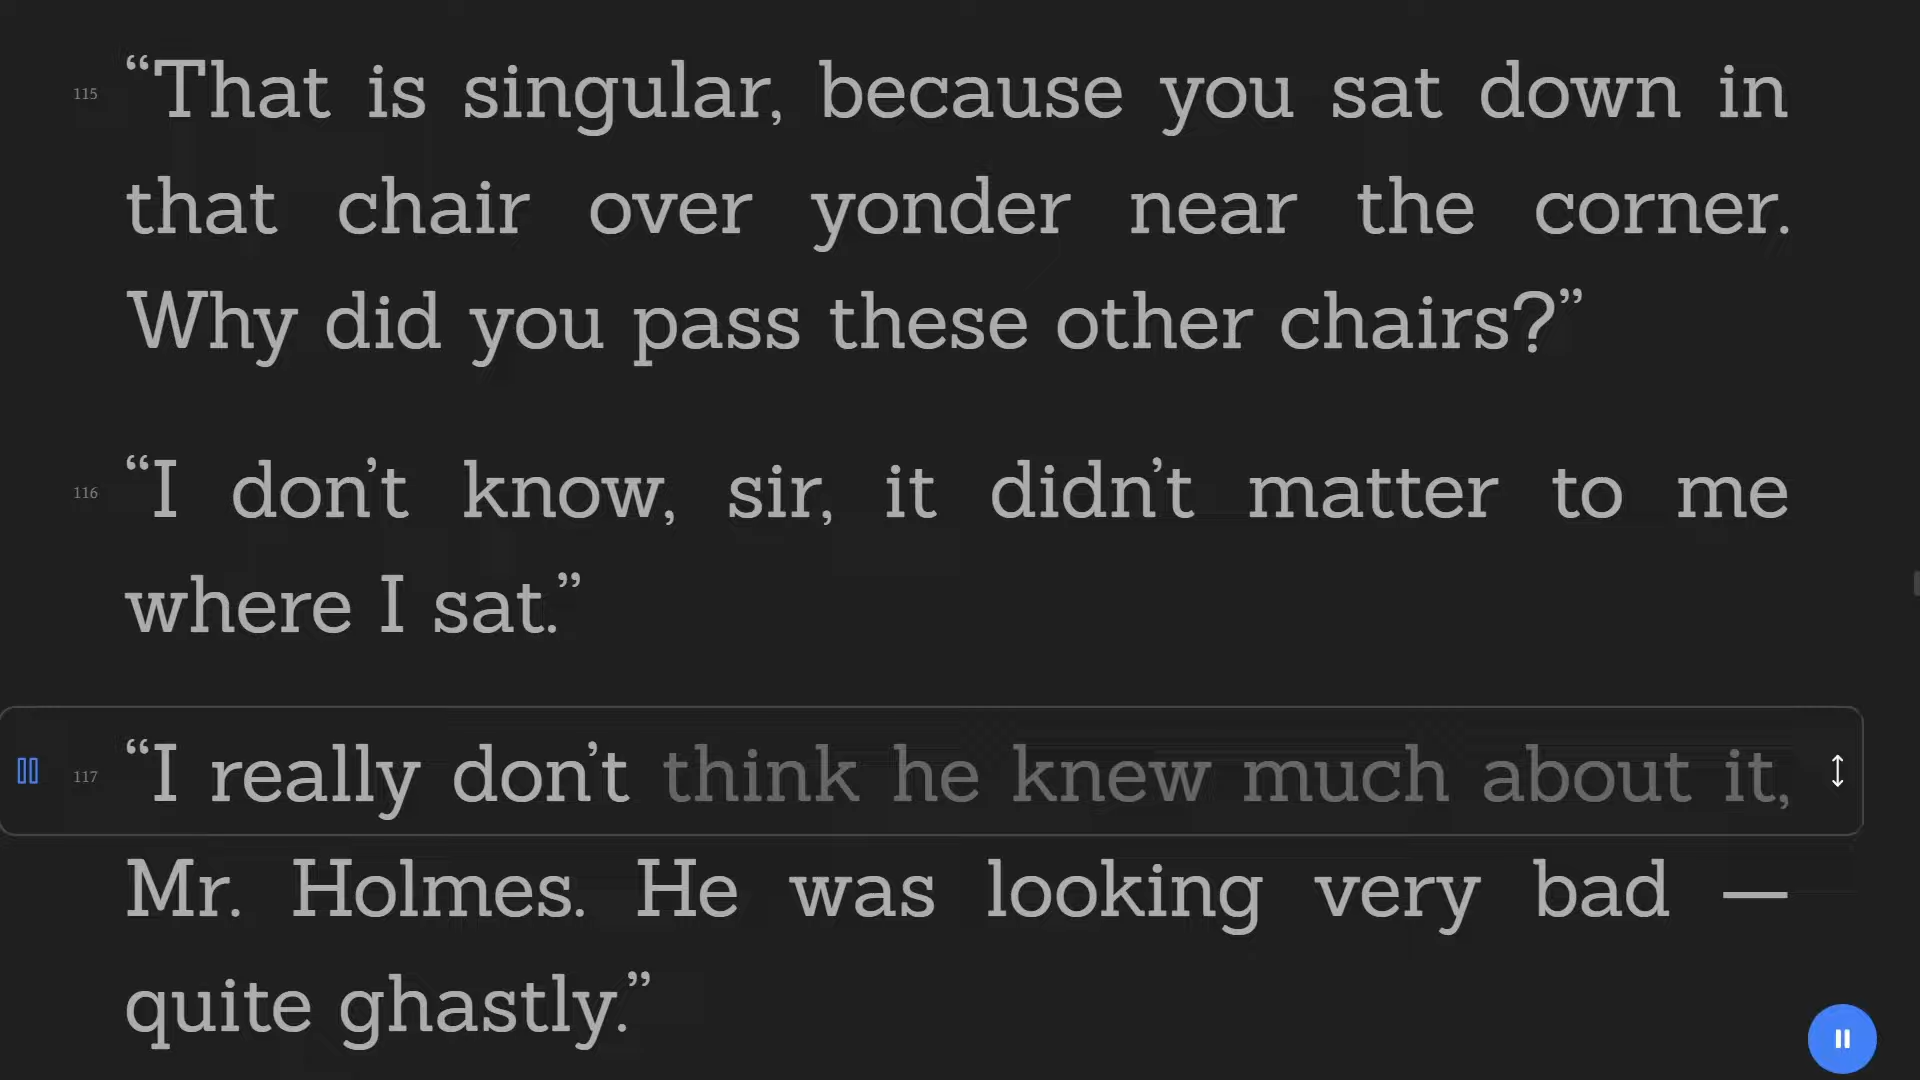 115 “That is singular, because you sat down in
that chair over yonder near the corner.
Why did you pass these other chairs?”
116 “I don’t know, sir, it didn’t matter to me
where I sat.”
117 “I really don’t think he knew much about it,
Mr. Holmes. He was looking very bad —
quite ghastly.”